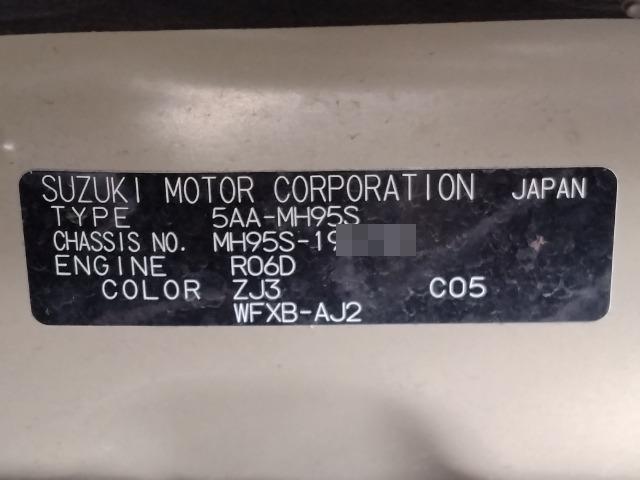 SUZUKI MOTOR CORPORATION JAPAN
TYPE 5AA-MH95S
CHASSIS NO. MH95S-19
ENGINE R06D
COLOR ZJ3 C05
WFXB-AJ2